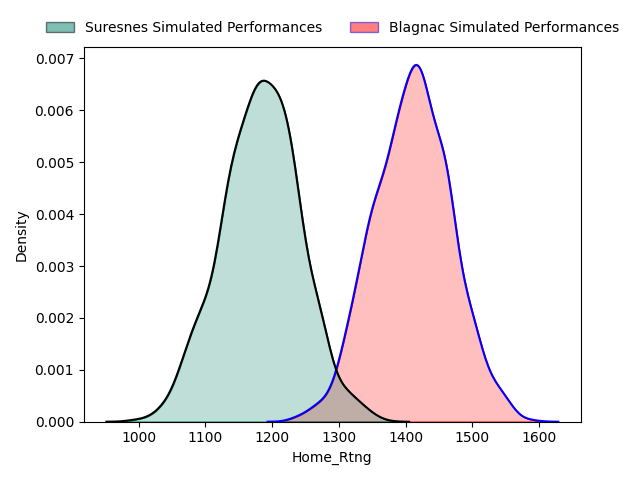 Suresnes Simulated Performances Blagnac Simulated Performances
0.007
0.006
0.005
0.004
0.003
0.002
0.001
0.000
Density
1000 1100 1200 1300 1400 1500 1600
Home_Rtng